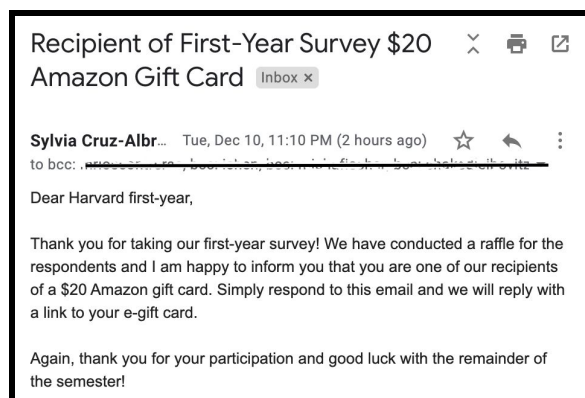 Recipient of First-Year Survey $20
Amazon Gift Card Inbox ×
Sylvia Cruz-Albr... Tue, Dec 10, 11:10 PM (2 hours ago)
to bcc:
Dear Harvard first-year,
Thank you for taking our first-year survey! We have conducted a raffle for the
respondents and I am happy to inform you that you are one of our recipients
of a $20 Amazon gift card. Simply respond to this email and we will reply with
a link to your e-gift card.
Again, thank you for your participation and good luck with the remainder of
the semester!